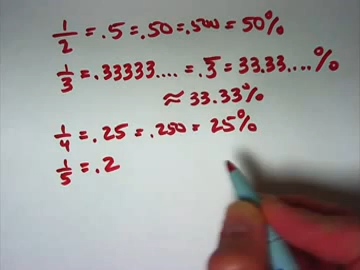 1/2 = .5 = .50 = .500 = 50%
1/3 = .33333.... = .3̅ = 33.33....%
≈ 33.33%
1/4 = .25 = .250 = 25%
1/5 = .2